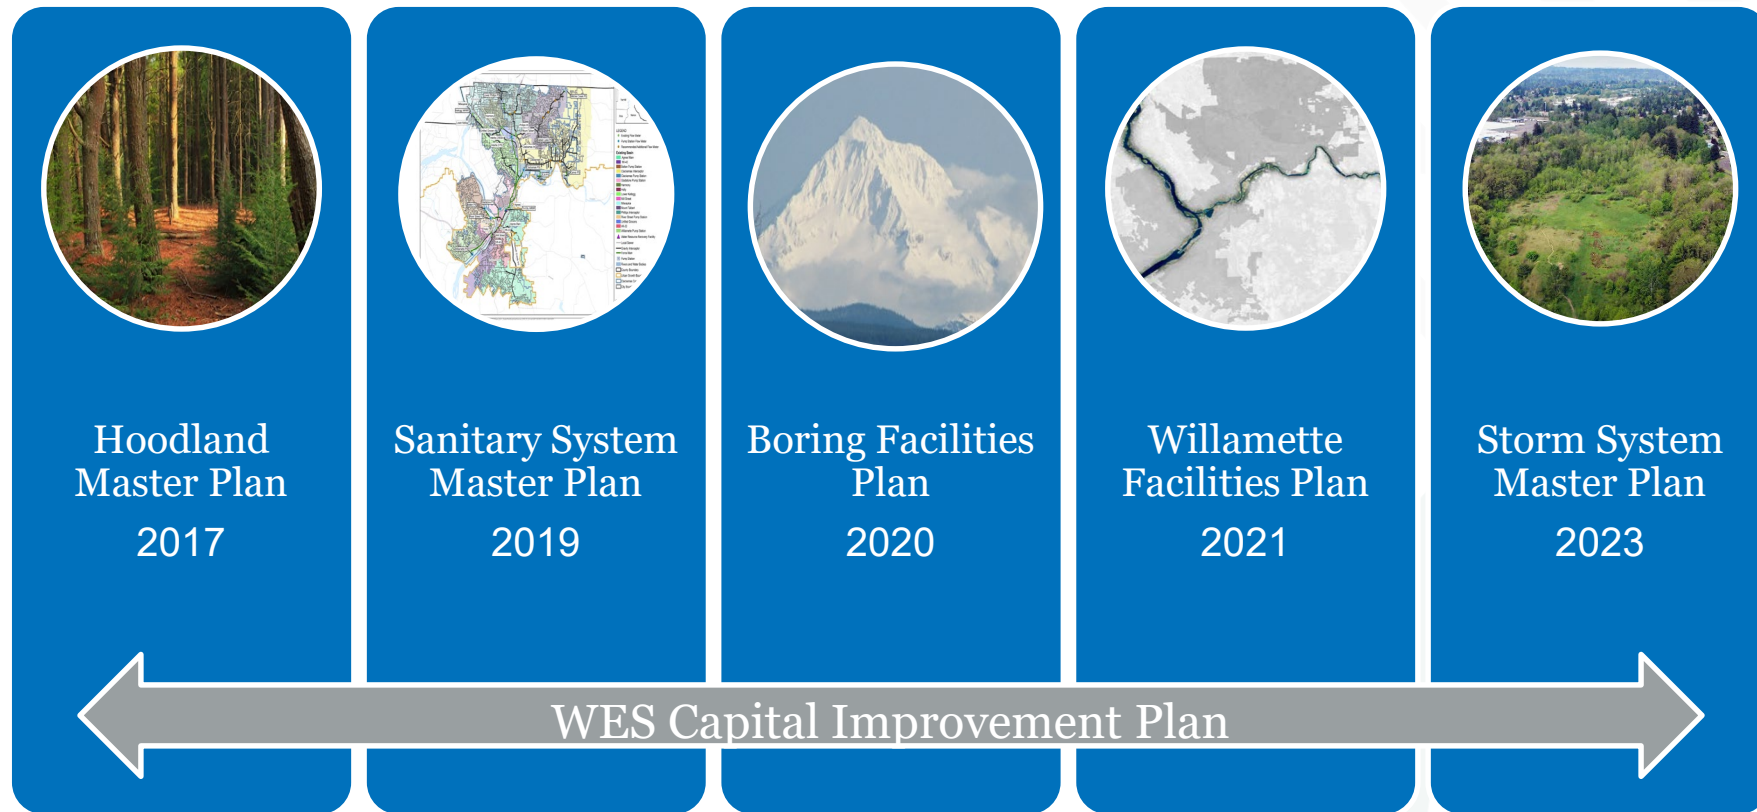 Hoodland
Master Plan
2017
Sanitary System
Master Plan
2019
Boring Facilities
Plan
2020
Willamette
Facilities Plan
2021
Storm System
Master Plan
2023
WES Capital Improvement Plan